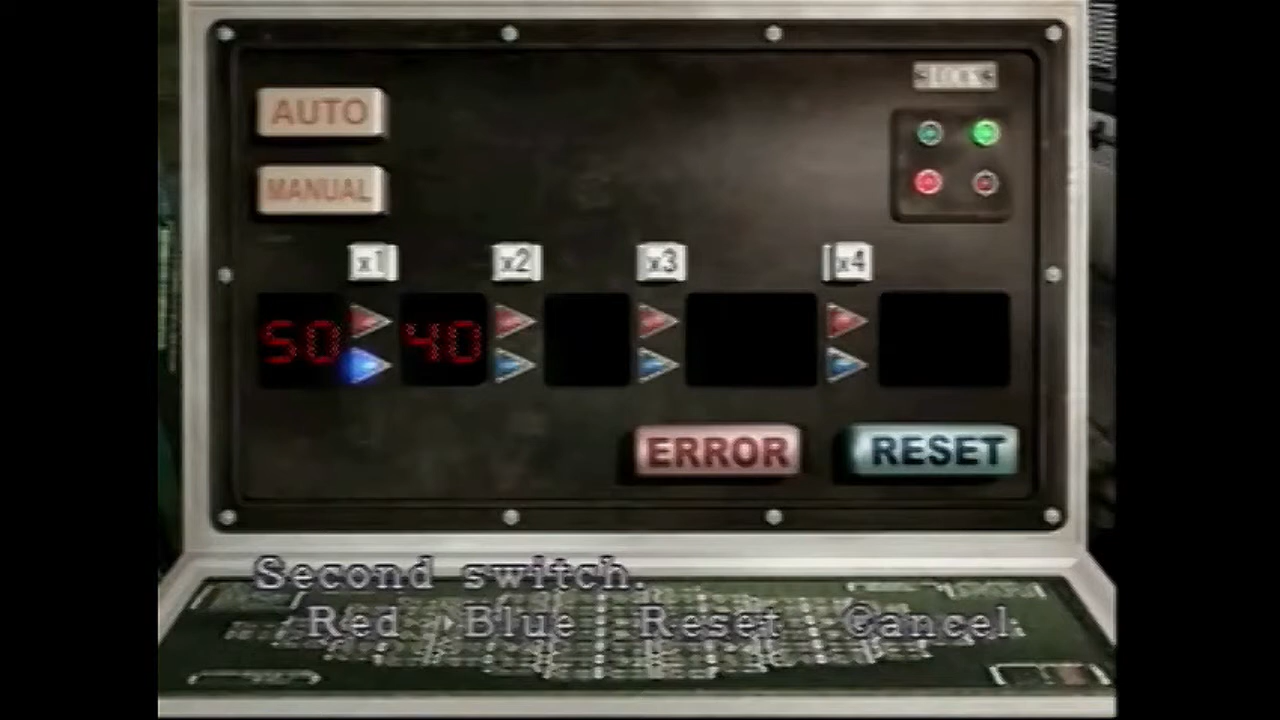 AUTO
MANUAL
x1 x2 x3 x4
50 40
ERROR RESET
Second switch.
Red Blue Reset Cancel